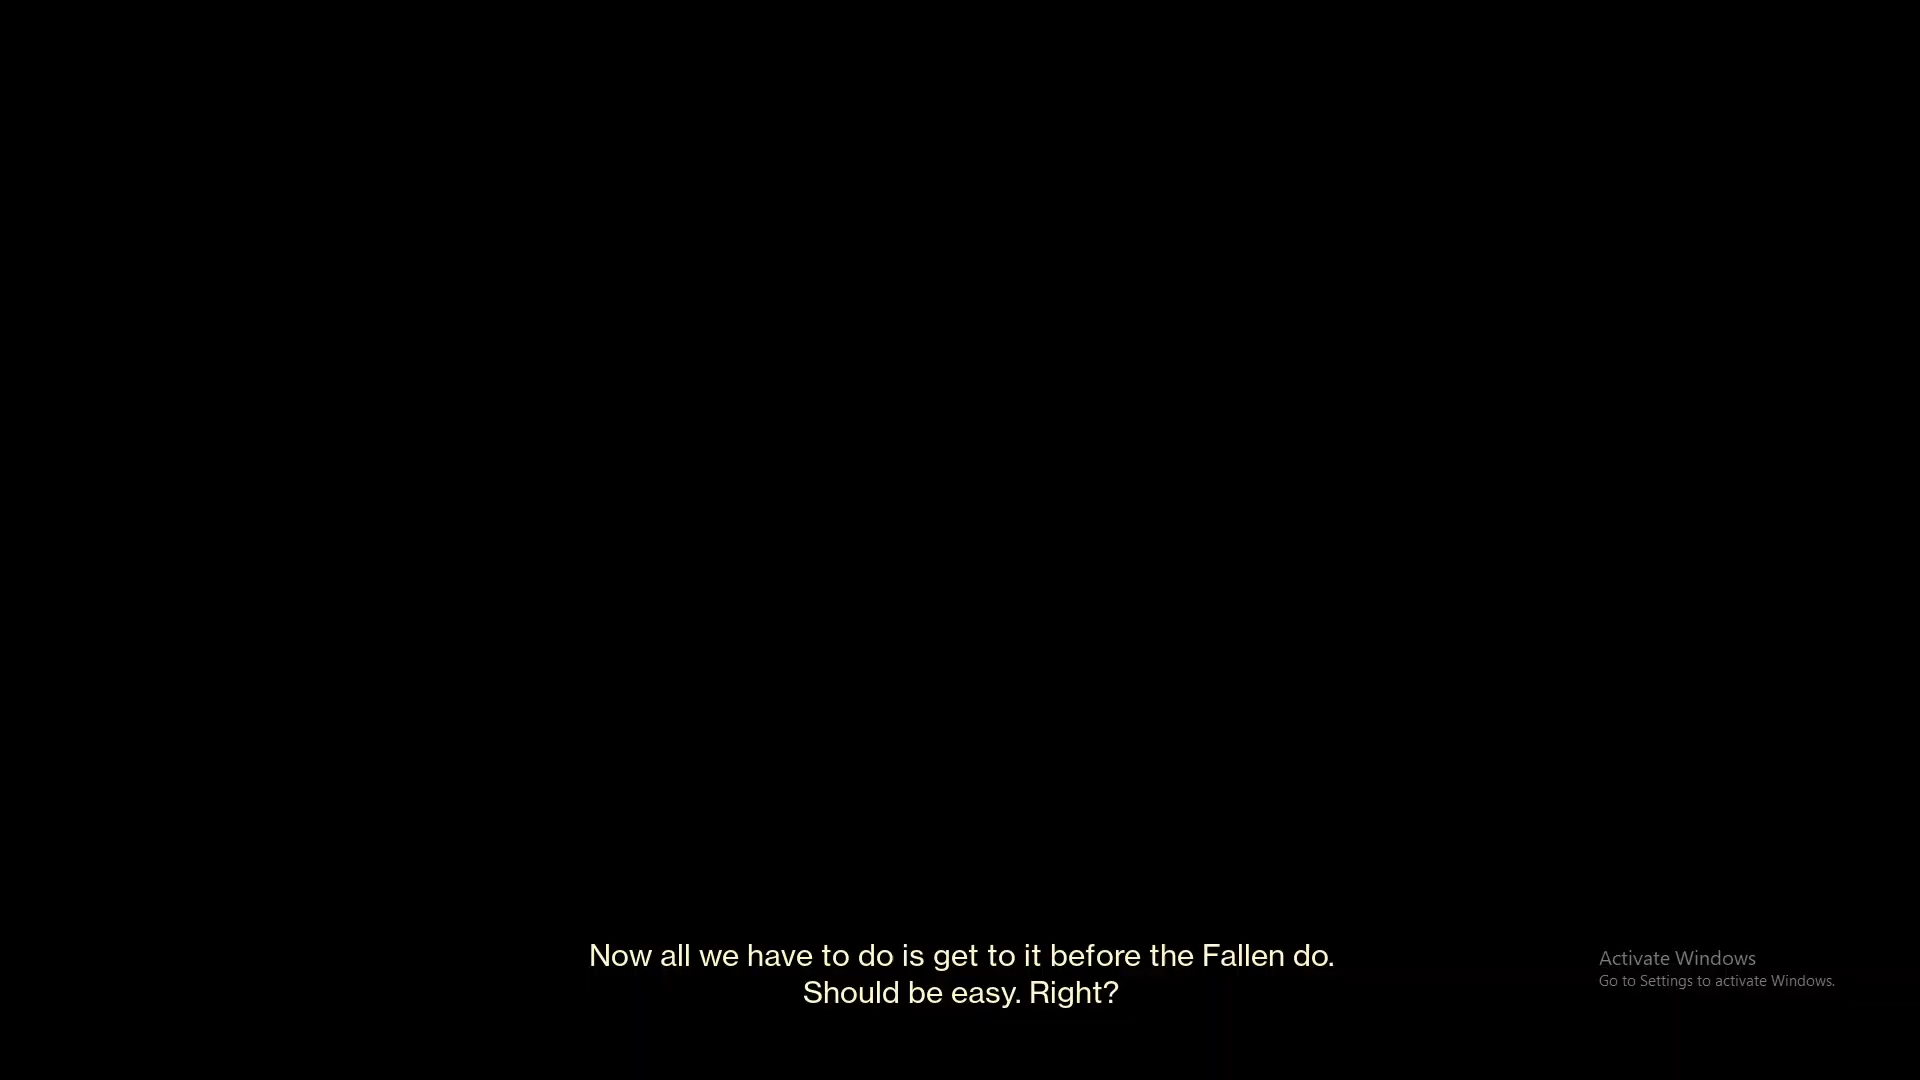 Now all we have to do is get to it before the Fallen do.
Should be easy. Right?
Activate Windows
Go to Settings to activate Windows.